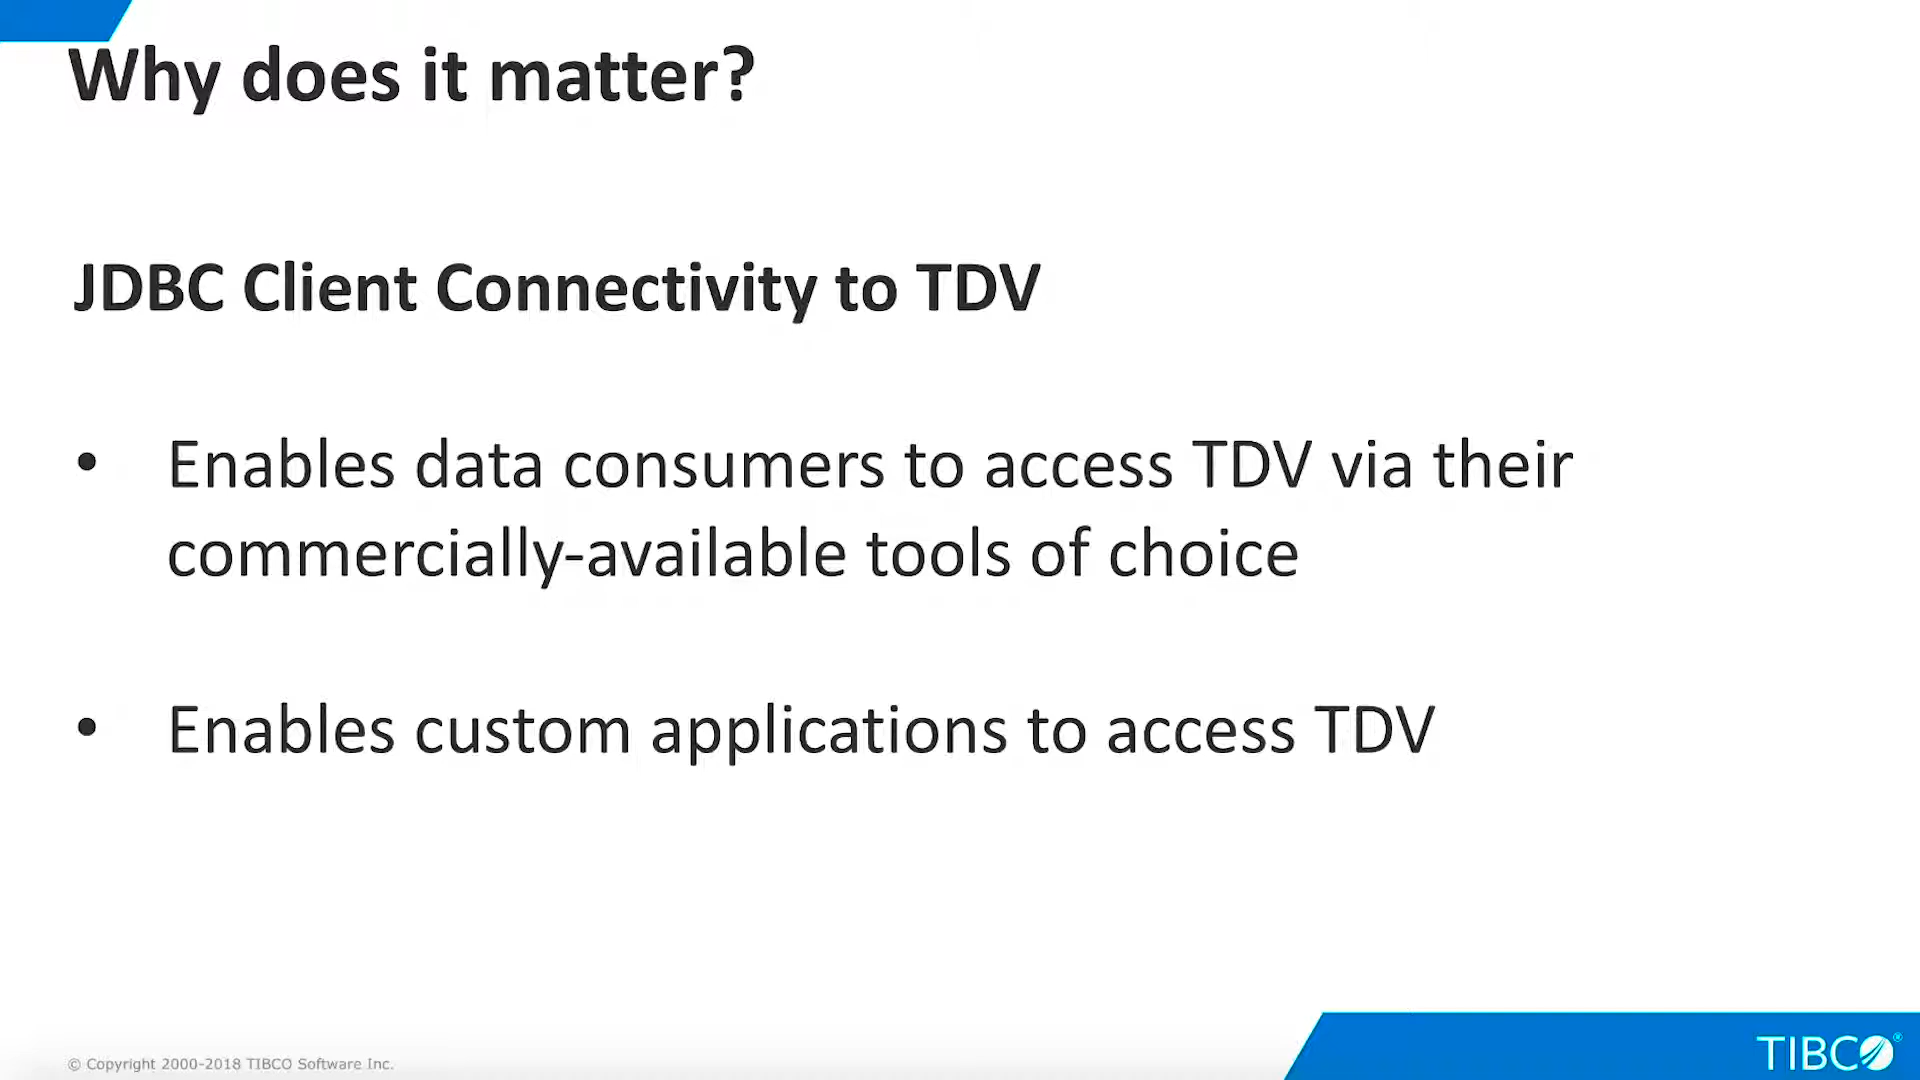 Why does it matter?
JDBC Client Connectivity to TDV
• Enables data consumers to access TDV via their
commercially-available tools of choice
• Enables custom applications to access TDV
© Copyright 2000-2018 TIBCO Software Inc.
TIBCO®